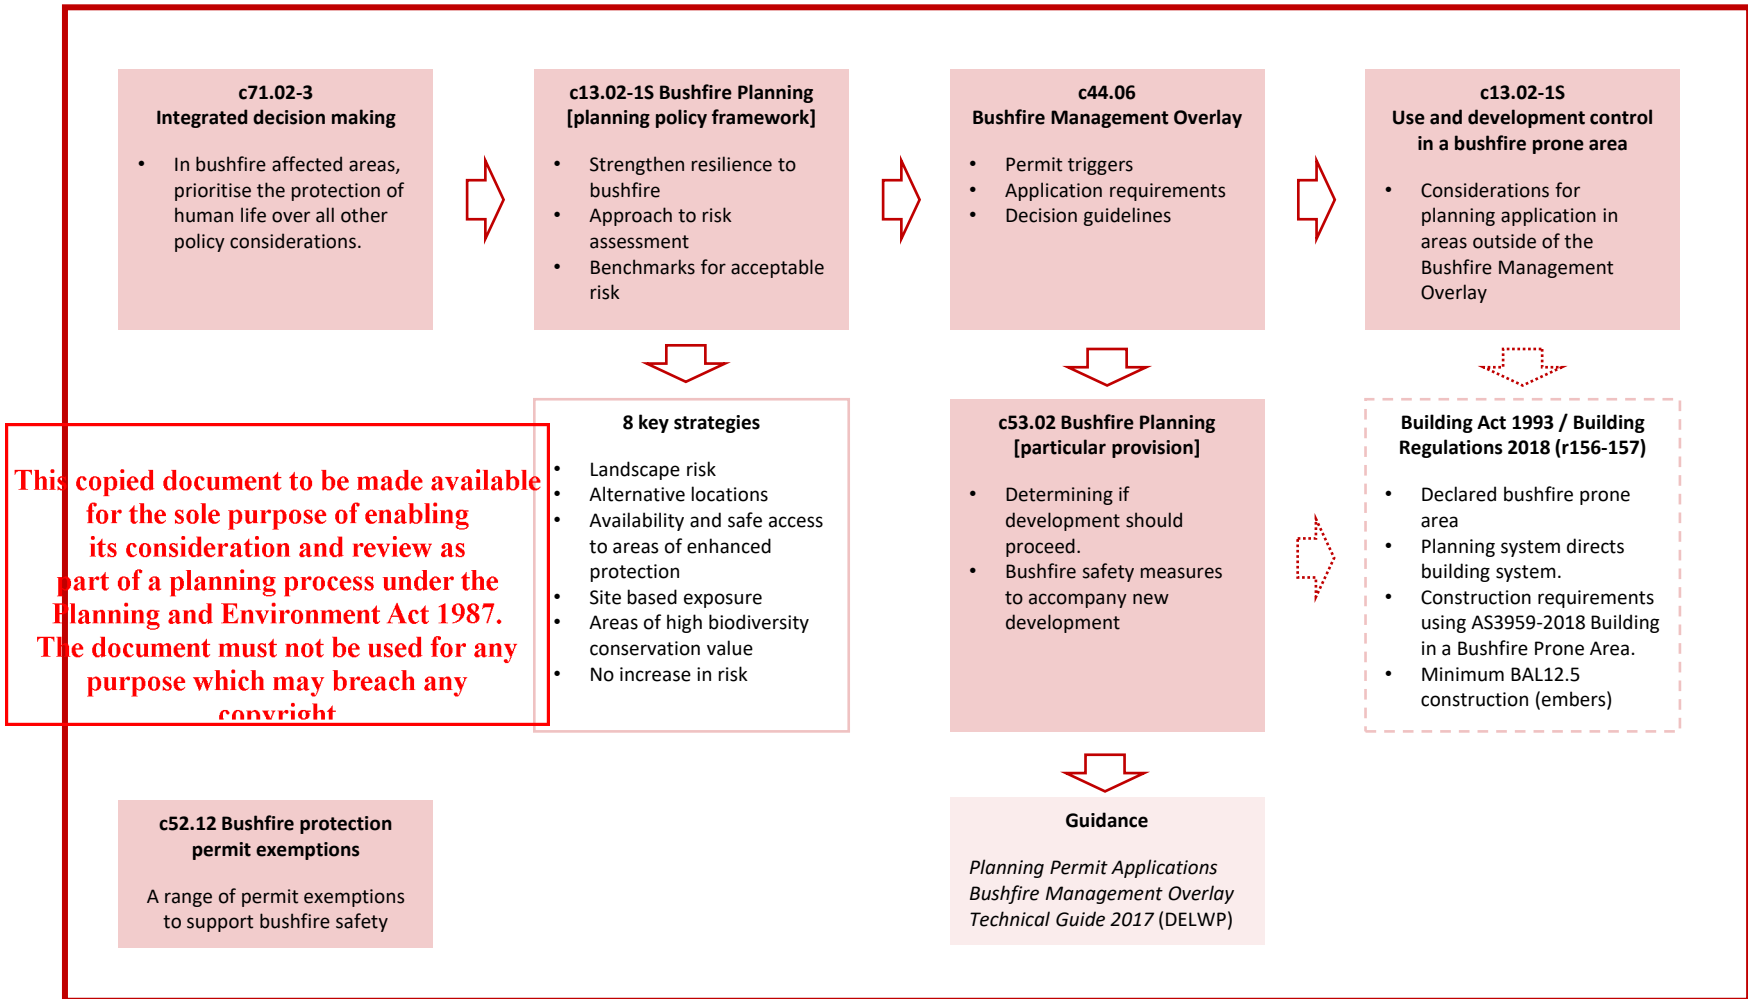 c71.02-3
Integrated decision making
• In bushfire affected areas,
prioritise the protection of
human life over all other
policy considerations.
c13.02-1S Bushfire Planning
[planning policy framework]
• Strengthen resilience to
bushfire
• Approach to risk
assessment
• Benchmarks for acceptable
risk
c44.06
Bushfire Management Overlay
• Permit triggers
• Application requirements
• Decision guidelines
c13.02-1S
Use and development control
in a bushfire prone area
• Considerations for
planning application in
areas outside of the
Bushfire Management
Overlay
This copied document to be made available
for the sole purpose of enabling
its consideration and review as
part of a planning process under the
Planning and Environment Act 1987.
The document must not be used for any
purpose which may breach any
copyright
8 key strategies
• Landscape risk
• Alternative locations
• Availability and safe access
to areas of enhanced
protection
• Site based exposure
• Areas of high biodiversity
conservation value
• No increase in risk
c53.02 Bushfire Planning
[particular provision]
• Determining if
development should
proceed.
• Bushfire safety measures
to accompany new
development
Building Act 1993 / Building
Regulations 2018 (r156-157)
• Declared bushfire prone
area
• Planning system directs
building system.
• Construction requirements
using AS3959-2018 Building
in a Bushfire Prone Area.
• Minimum BAL12.5
construction (embers)
c52.12 Bushfire protection
permit exemptions
A range of permit exemptions
to support bushfire safety
Guidance
Planning Permit Applications
Bushfire Management Overlay
Technical Guide 2017 (DELWP)